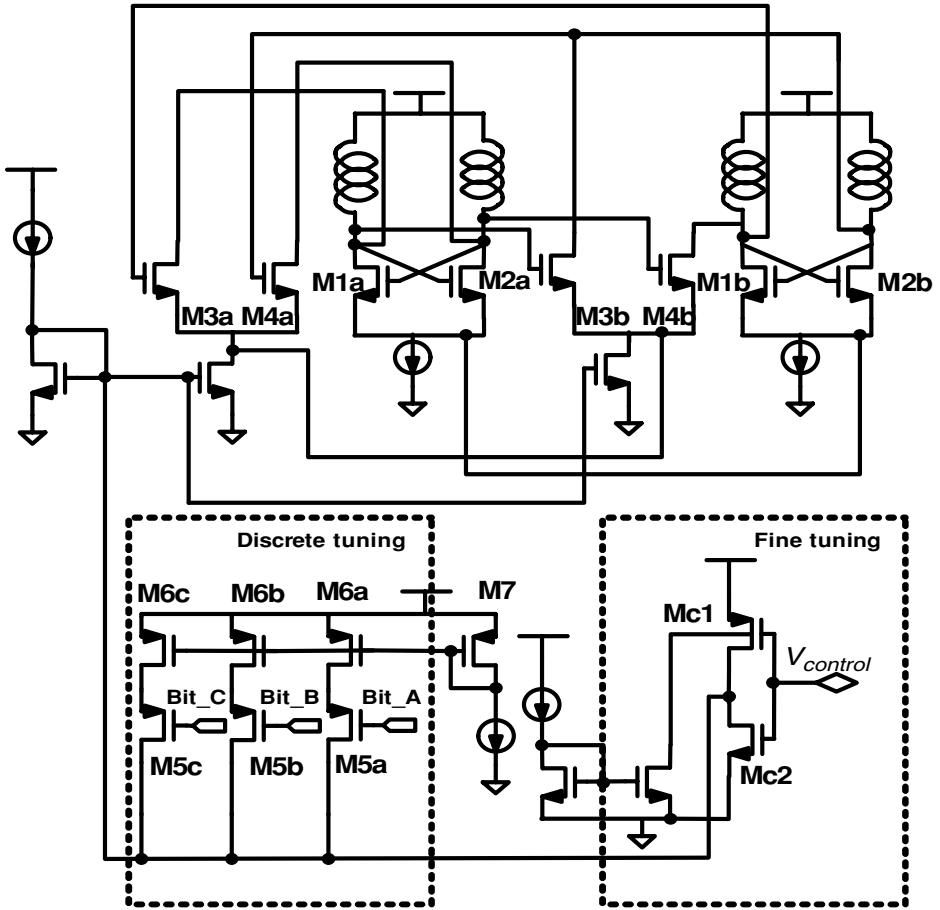 M1a
M2a
M1b
M2b
M3a
M4a
M3b
M4b
Discrete tuning
Fine tuning
M6c
M6b
M6a
M7
Mc1
Vcontrol
Bit_C
Bit_B
Bit_A
M5c
M5b
M5a
Mc2